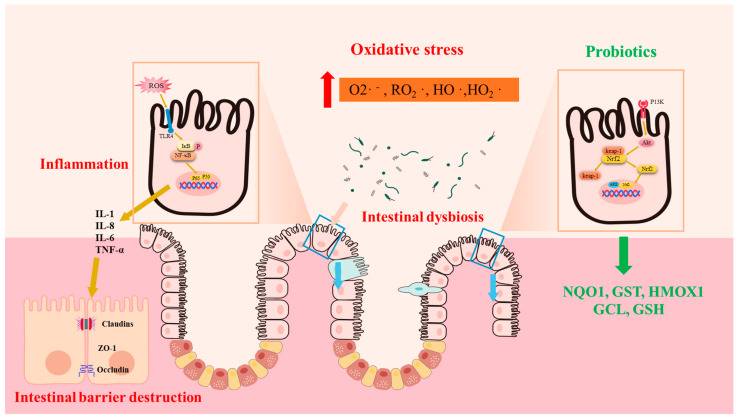 Oxidative stress
O2· ⁻ , RO₂ ·, HO ·,HO₂ ·
Probiotics
ROS
TLR4
IκB
P
NF-κB
P65
P50
Inflammation
IL-1
IL-8
IL-6
TNF-α
Intestinal dysbiosis
P13K
Akt
keap-1
Nrf2
keap-1
Nrf2
NQO1, GST, HMOX1
GCL, GSH
Claudins
ZO-1
Occludin
Intestinal barrier destruction